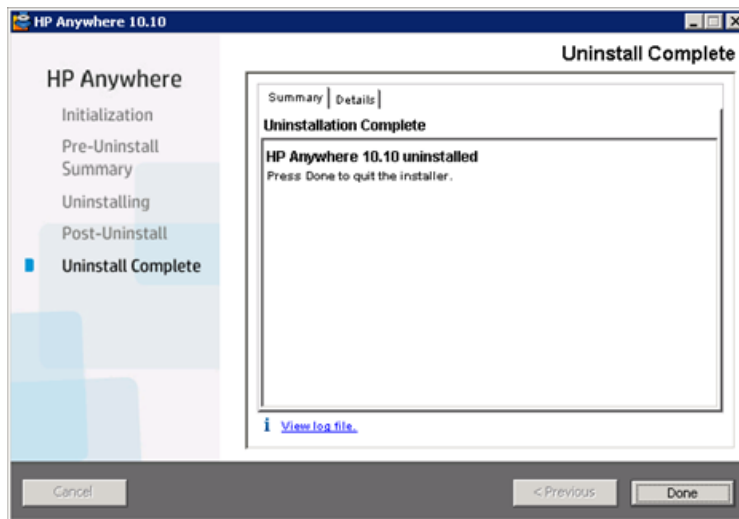 HP Anywhere 10.10
Uninstall Complete
HP Anywhere
Initialization
Pre-Uninstall
Summary
Uninstalling
Post-Uninstall
Uninstall Complete
Summary
Details
Uninstallation Complete
HP Anywhere 10.10 uninstalled
Press Done to quit the installer.
i View log file.
Cancel
< Previous
Done